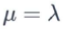 μ = λ